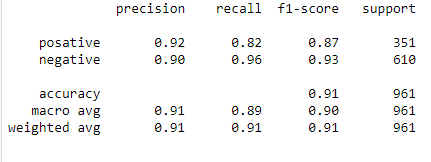 precision recall f1-score support
posative 0.92 0.82 0.87 351
negative 0.90 0.96 0.93 610
accuracy 0.91 961
macro avg 0.91 0.89 0.90 961
weighted avg 0.91 0.91 0.91 961